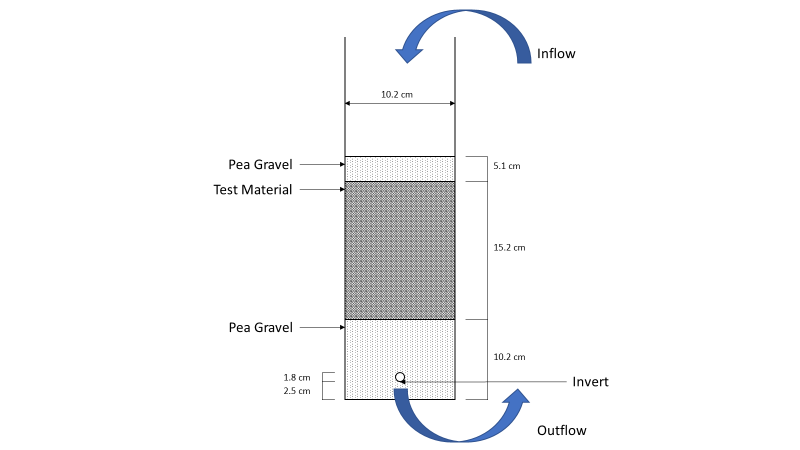 Inflow
10.2 cm
Pea Gravel
5.1 cm
Test Material
15.2 cm
Pea Gravel
10.2 cm
1.8 cm
Invert
2.5 cm
Outflow